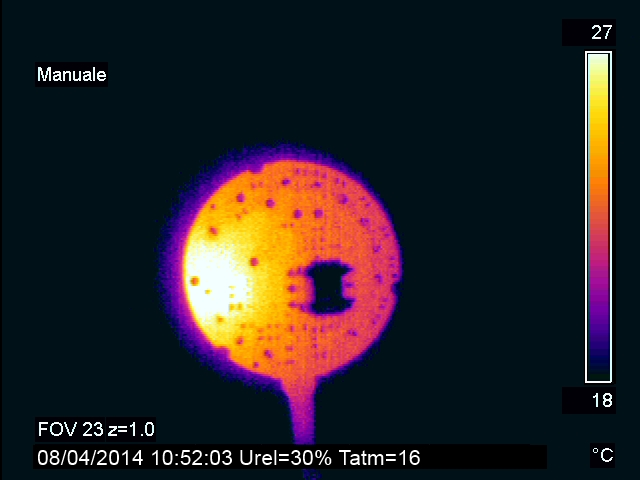 27
Manuale
18
FOV 23 z=1.0
°C
08/04/2014 10:52:03 Urel=30% Tatm=16